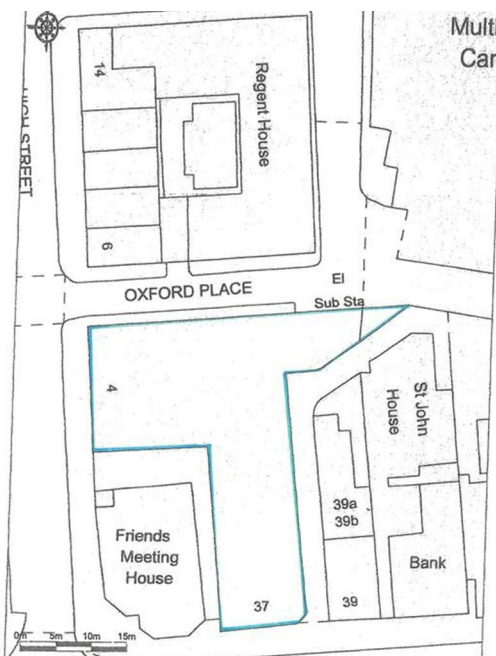 Multi
Car
14
Regent House
HIGH STREET
6
OXFORD PLACE
El
Sub Sta
4
St John
House
39a
39b
Friends
Meeting
House
Bank
37
39
0m 5m 10m 15m